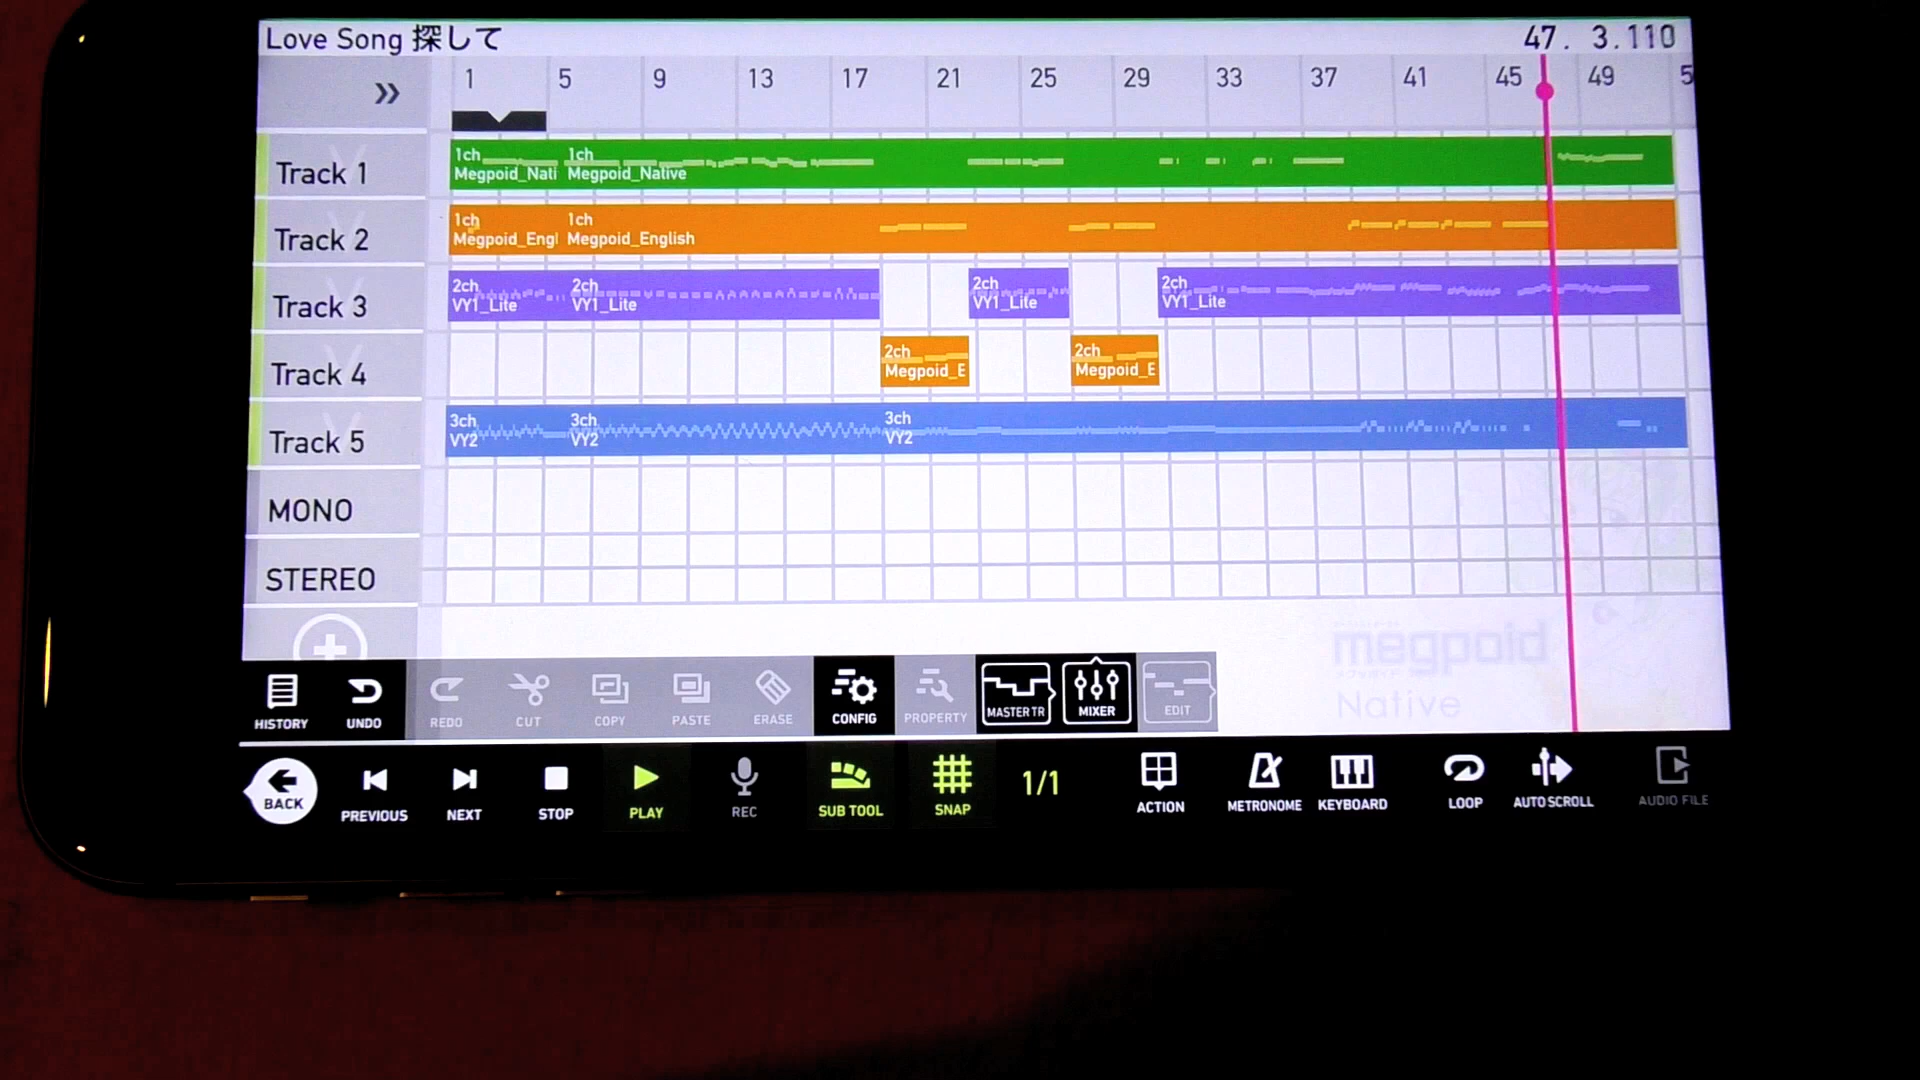 Love Song 探して
47. 3.110
1 5 9 13 17 21 25 29 33 37 41 45 49 5
Track 1
1ch 1ch
Megpoid_Nati Megpoid_Native
Track 2
1ch 1ch
Megpoid_Engl Megpoid_English
Track 3
2ch 2ch 2ch 2ch
VY1_Lite VY1_Lite VY1_Lite VY1_Lite
Track 4
2ch 2ch
Megpoid_E Megpoid_E
Track 5
3ch 3ch 3ch
VY2 VY2 VY2
MONO
STEREO
megpoid
Native
HISTORY UNDO REDO CUT COPY PASTE ERASE CONFIG PROPERTY MASTER TR MIXER EDIT
BACK PREVIOUS NEXT STOP PLAY REC SUB TOOL SNAP 1/1 ACTION METRONOME KEYBOARD LOOP AUTO SCROLL AUDIO FILE